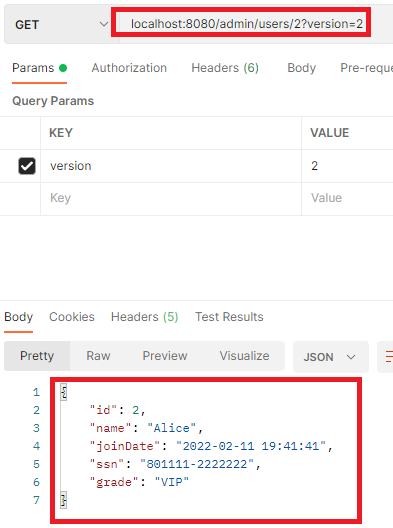 GET localhost:8080/admin/users/2?version=2
Params Authorization Headers (6) Body Pre-reque
Query Params
KEY VALUE
version 2
Key Value
Body Cookies Headers (5) Test Results
Pretty Raw Preview Visualize JSON
1 {
2 "id": 2,
3 "name": "Alice",
4 "joinDate": "2022-02-11 19:41:41",
5 "ssn": "801111-2222222",
6 "grade": "VIP"
7 }